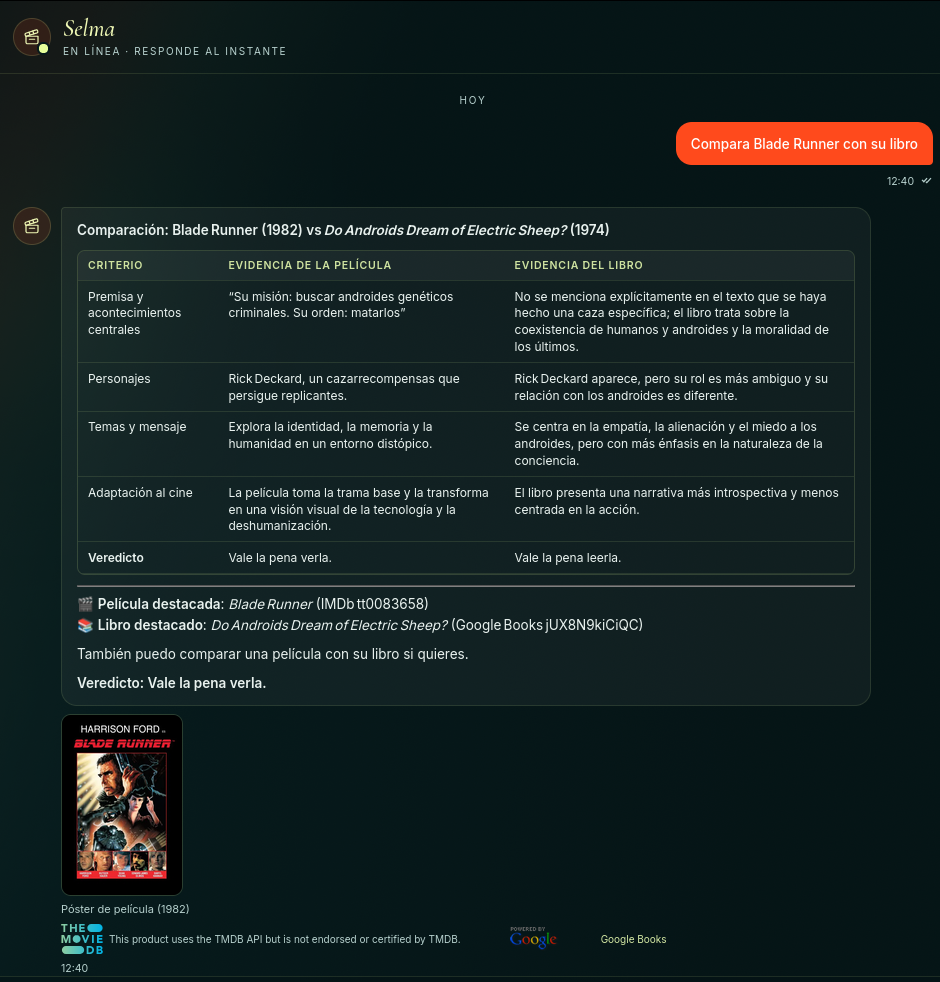 Selma
EN LÍNEA · RESPONDE AL INSTANTE
HOY
Compara Blade Runner con su libro
12:40
Comparación: Blade Runner (1982) vs Do Androids Dream of Electric Sheep? (1974)
CRITERIO EVIDENCIA DE LA PELÍCULA EVIDENCIA DEL LIBRO
Premisa y
acontecimientos
centrales
“Su misión: buscar androides genéticos
criminales. Su orden: matarlos”
No se menciona explícitamente en el texto que se haya
hecho una caza específica; el libro trata sobre la
coexistencia de humanos y androides y la moralidad de
los últimos.
Personajes
Rick Deckard, un cazarrecompensas que
persigue replicantes.
Rick Deckard aparece, pero su rol es más ambiguo y su
relación con los androides es diferente.
Temas y mensaje
Explora la identidad, la memoria y la
humanidad en un entorno distópico.
Se centra en la empatía, la alienación y el miedo a los
androides, pero con más énfasis en la naturaleza de la
conciencia.
Adaptación al cine
La película toma la trama base y la transforma
en una visión visual de la tecnología y la
deshumanización.
El libro presenta una narrativa más introspectiva y menos
centrada en la acción.
Veredicto
Vale la pena verla.
Vale la pena leerla.
🎬 Película destacada: Blade Runner (IMDb tt0083658)
📚 Libro destacado: Do Androids Dream of Electric Sheep? (Google Books jUX8N9kiCiQC)
También puedo comparar una película con su libro si quieres.
Veredicto: Vale la pena verla.
HARRISON FORD
BLADE RUNNER
Póster de película (1982)
THE
MOVIE
DB
This product uses the TMDB API but is not endorsed or certified by TMDB.
POWERED BY
Google
Google Books
12:40